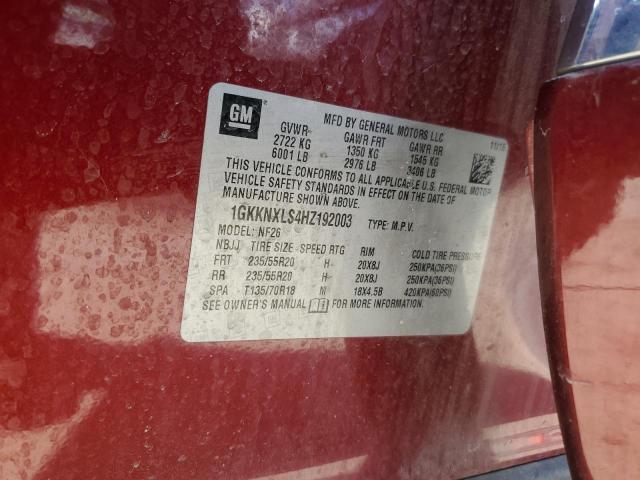 GM
MFD BY GENERAL MOTORS LLC
GVWR GAWR FRT GAWR RR
2722 KG 1350 KG 1545 KG
6001 LB 2976 LB 3406 LB
THIS VEHICLE CONFORMS TO ALL APPLICABLE U.S. FEDERAL MOTOR
VEHICLE SAFETY STANDARDS IN EFFECT ON THE DATE OF
MANUFACTURE SHOWN ABOVE.
1GKKNXLS4HZ192003 TYPE: M.P.V.
MODEL: NF26
NBJJ TIRE SIZE - SPEED RTG RIM COLD TIRE PRESSURE
FRT 235/55R20 H- 20X8J 250KPA(36PSI)
RR 235/55R20 H- 20X8J 250KPA(36PSI)
SPA T135/70R18 M 18X4.5B 420KPA(60PSI)
SEE OWNER'S MANUAL FOR MORE INFORMATION.